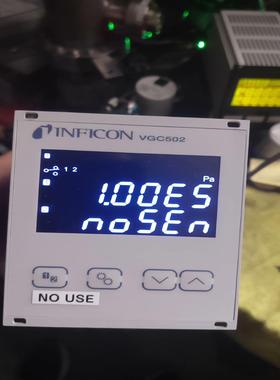 INFICON VGC502
Pa
1 2
1.00E5
noSEn
NO USE